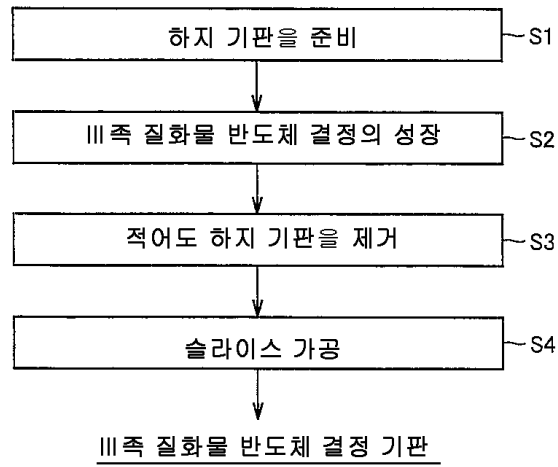 하지 기판을 준비 S1
Ⅲ족 질화물 반도체 결정의 성장 S2
적어도 하지 기판을 제거 S3
슬라이스 가공 S4
Ⅲ족 질화물 반도체 결정 기판